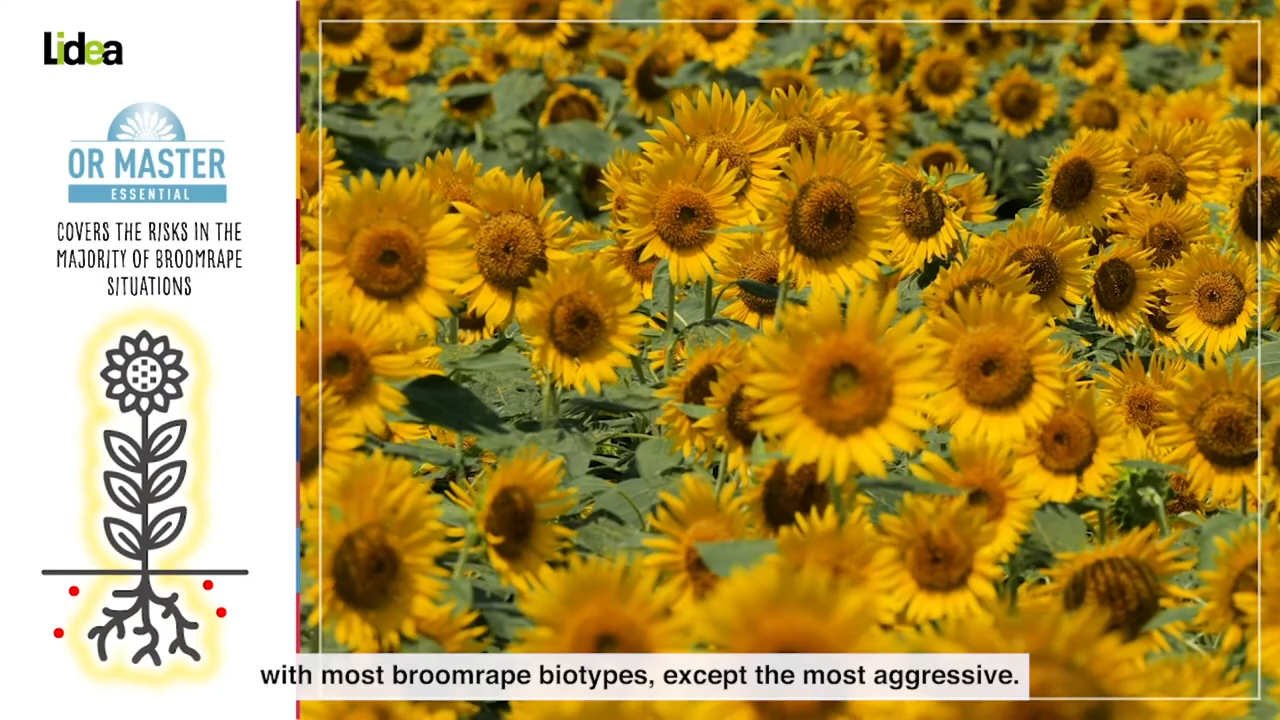 Lidea
OR MASTER
ESSENTIAL
COVERS THE RISKS IN THE
MAJORITY OF BROOMRAPE
SITUATIONS
with most broomrape biotypes, except the most aggressive.